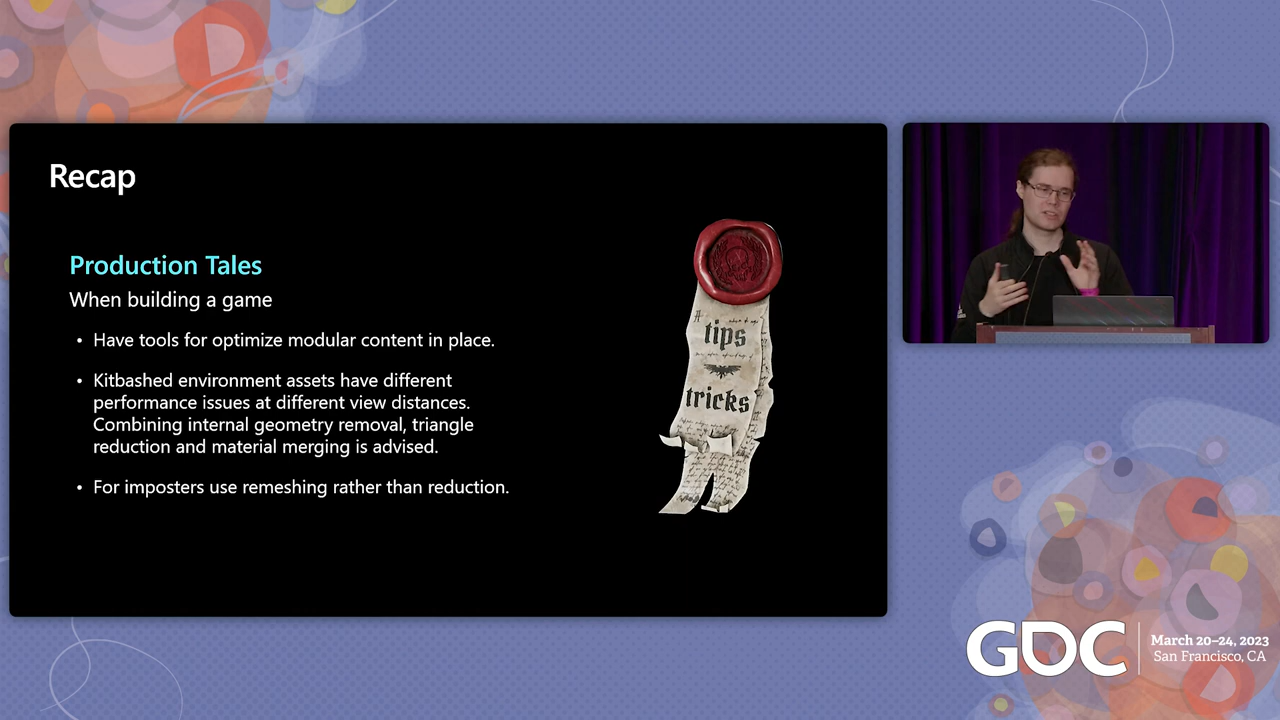 Recap
Production Tales
When building a game
• Have tools for optimize modular content in place.
• Kitbashed environment assets have different
performance issues at different view distances.
Combining internal geometry removal, triangle
reduction and material merging is advised.
• For imposters use remeshing rather than reduction.
tips
tricks
GDC
March 20–24, 2023
San Francisco, CA